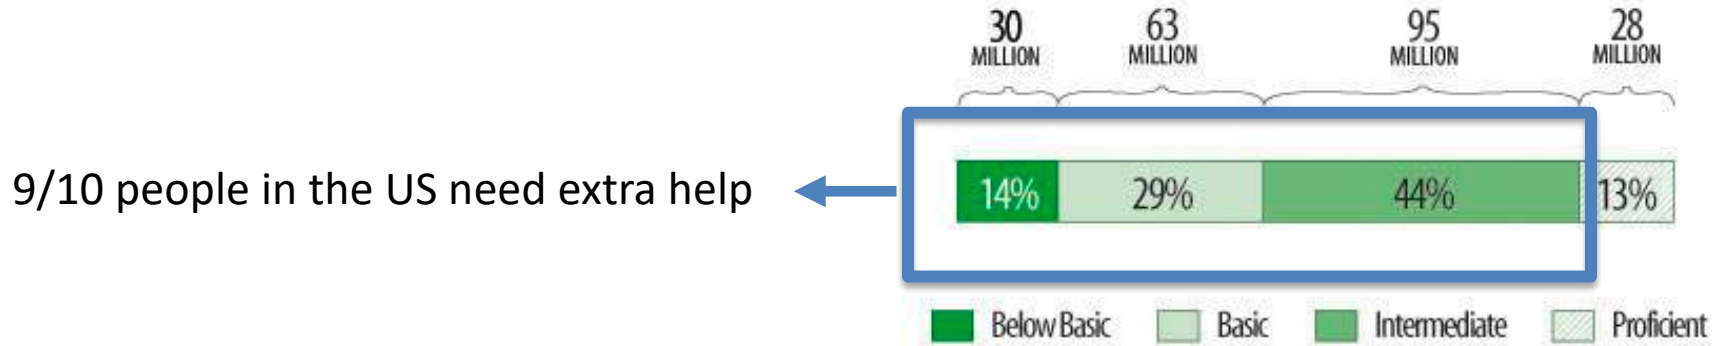 30 63 95 28
MILLION MILLION MILLION MILLION
9/10 people in the US need extra help
14% 29% 44% 13%
Below Basic Basic Intermediate Proficient